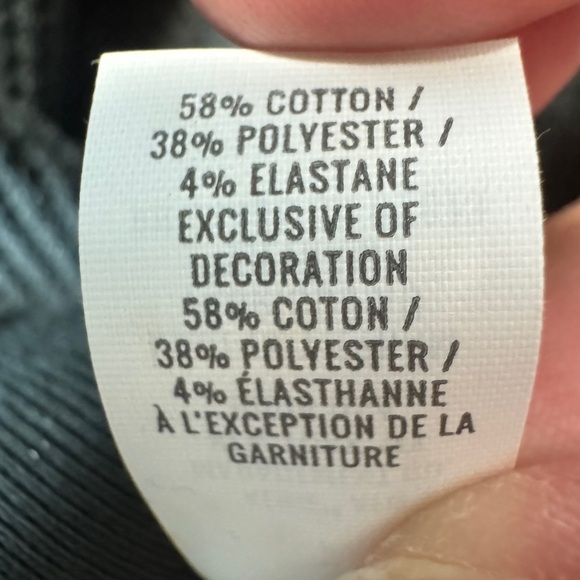 58% COTTON /
38% POLYESTER /
4% ELASTANE
EXCLUSIVE OF
DECORATION
58% COTON /
38% POLYESTER /
4% ÉLASTHANNE
À L'EXCEPTION DE LA
GARNITURE